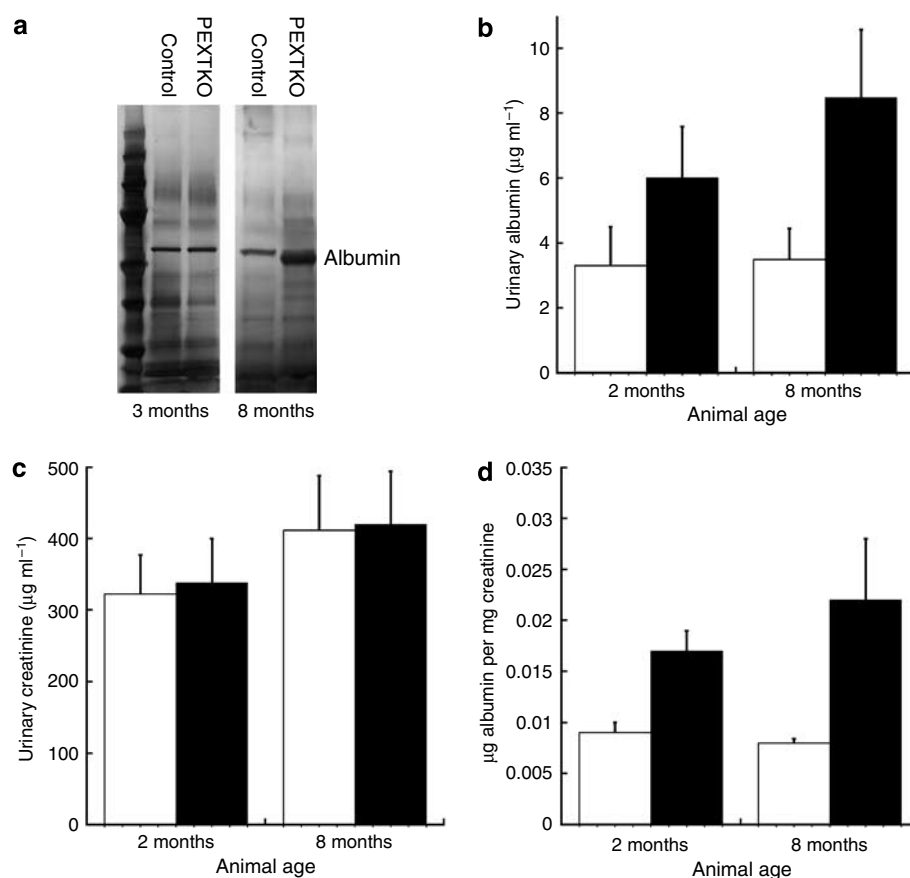 a
Control
PEXTKO
Control
PEXTKO
Albumin
3 months
8 months
b
Urinary albumin (µg ml⁻¹)
10
8
6
4
2
0
2 months
8 months
Animal age
c
Urinary creatinine (µg ml⁻¹)
500
400
300
200
100
0
2 months
8 months
Animal age
d
µg albumin per mg creatinine
0.035
0.03
0.025
0.02
0.015
0.01
0.005
0
2 months
8 months
Animal age